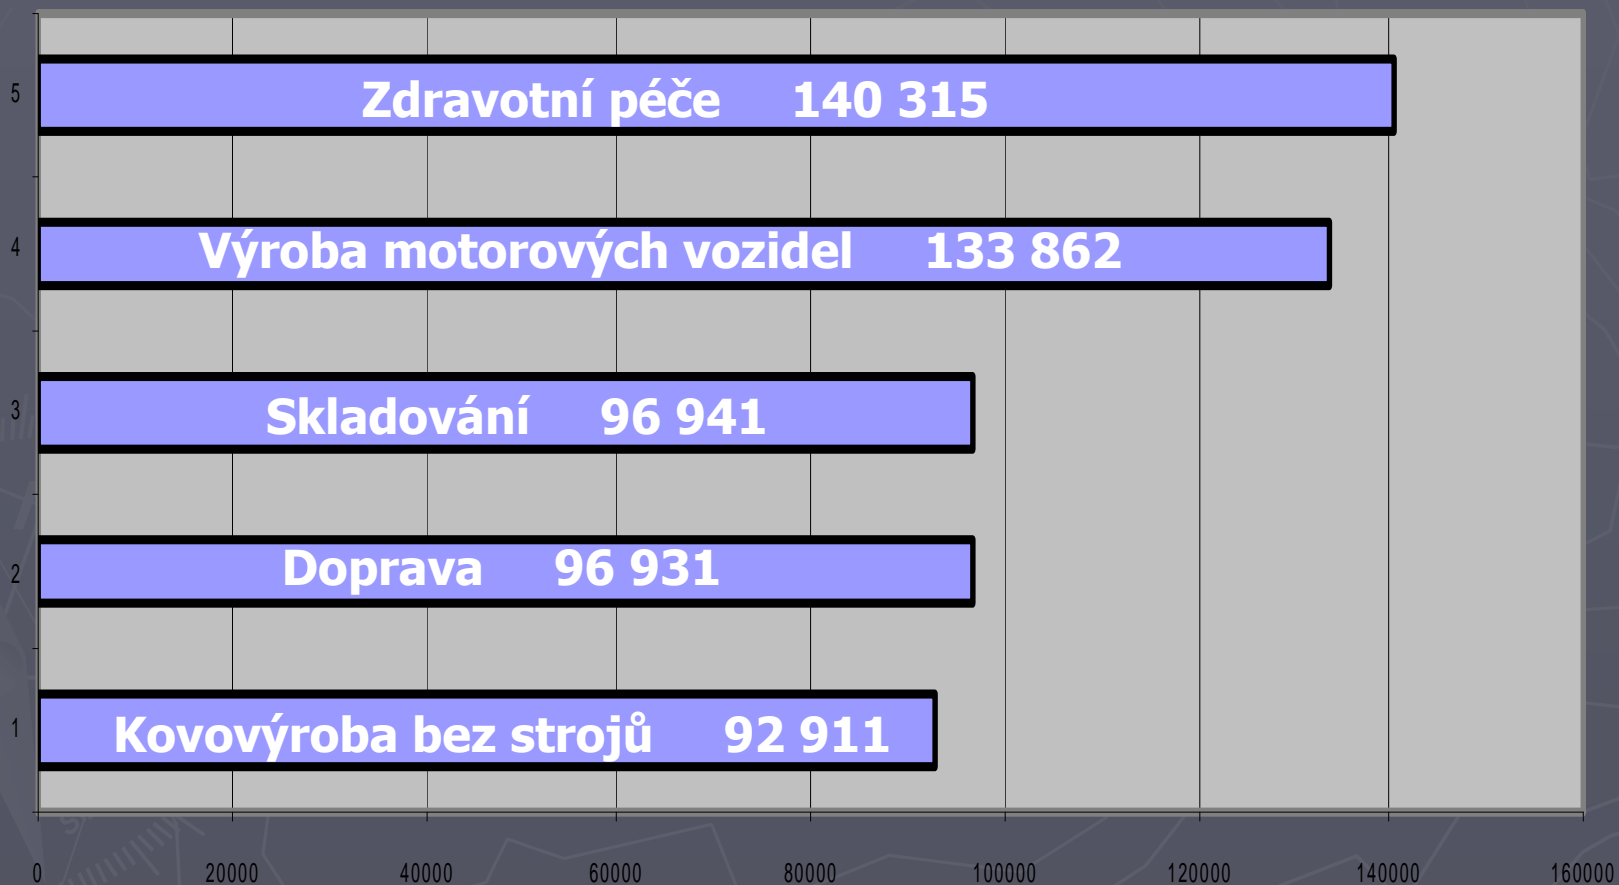 5
Zdravotní péče 140 315
4
Výroba motorových vozidel 133 862
3
Skladování 96 941
2
Doprava 96 931
1
Kovovýroba bez strojů 92 911
0 20000 40000 60000 80000 100000 120000 140000 160000